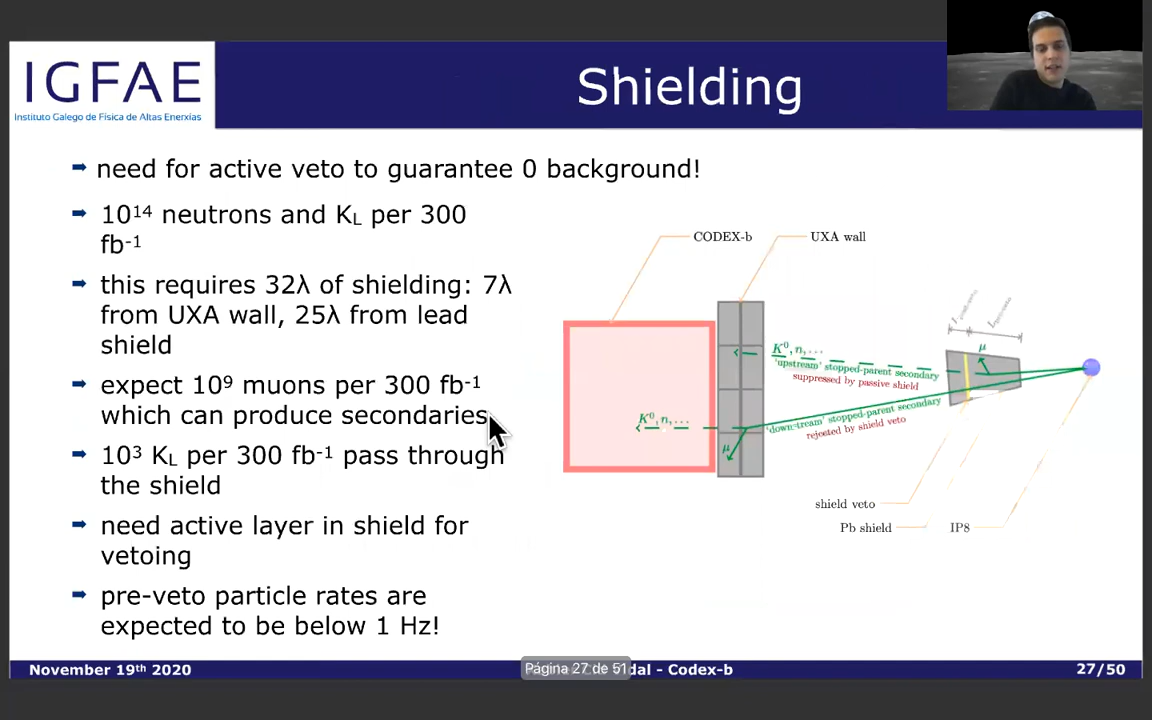 IGFAE
Instituto Galego de Física de Altas Enerxías
Shielding
need for active veto to guarantee 0 background!
10¹⁴ neutrons and K_L per 300
fb⁻¹
this requires 32λ of shielding: 7λ
from UXA wall, 25λ from lead
shield
expect 10⁹ muons per 300 fb⁻¹
which can produce secondaries
10³ K_L per 300 fb⁻¹ pass through
the shield
need active layer in shield for
vetoing
pre-veto particle rates are
expected to be below 1 Hz!
CODEX-b
UXA wall
μ
K⁰, n, ...
'upstream' stopped-parent secondary
suppressed by passive shield
K⁰, n, ...
'downstream' stopped-parent secondary
rejected by shield veto
μ
shield veto
Pb shield
IP8
November 19ᵗʰ 2020
Página 27 de 51
dal - Codex-b
27/50